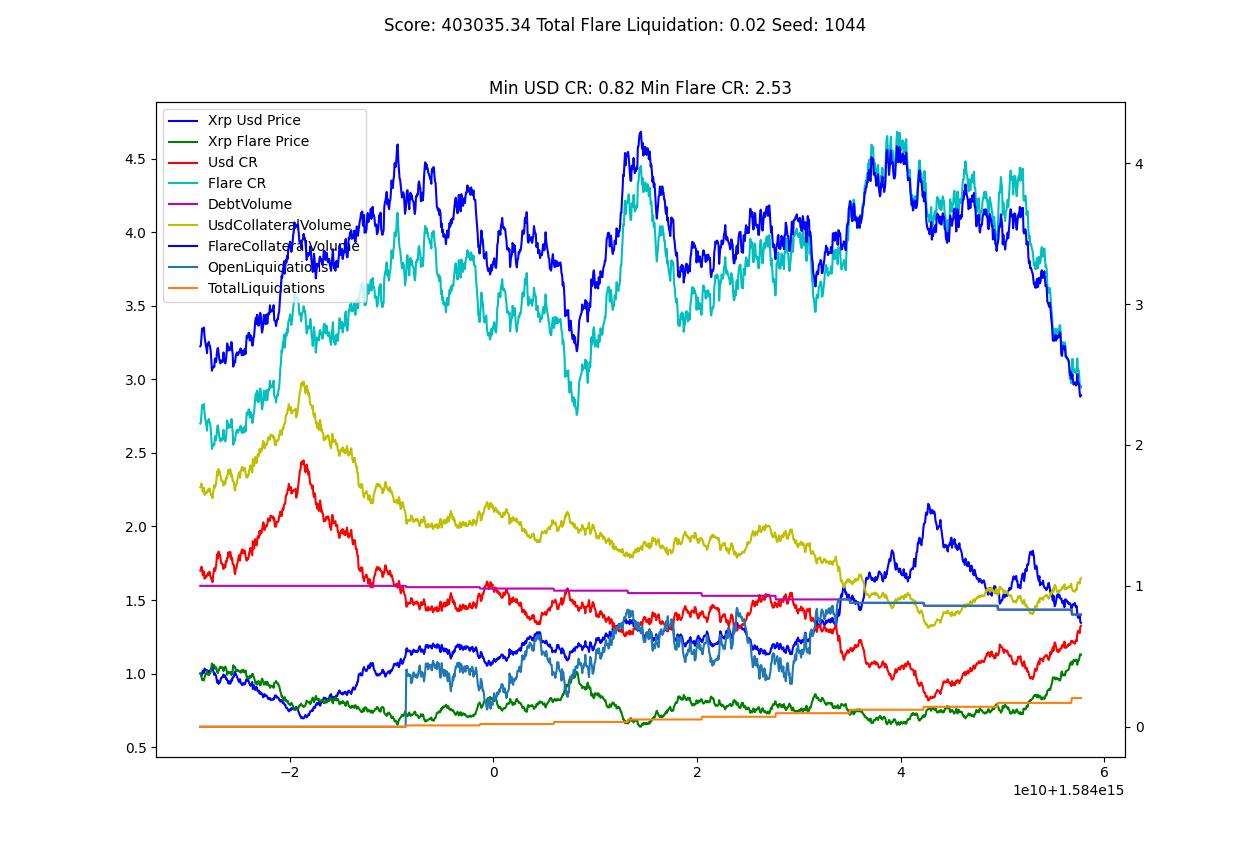 Score: 403035.34 Total Flare Liquidation: 0.02 Seed: 1044
Min USD CR: 0.82 Min Flare CR: 2.53
Xrp Usd Price
Xrp Flare Price
Usd CR
Flare CR
DebtVolume
UsdCollateralVolume
FlareCollateralVolume
OpenLiquidations
TotalLiquidations
4.5
4.0
3.5
3.0
2.5
2.0
1.5
1.0
0.5
4
3
2
1
0
−2
0
2
4
6
1e10+1.584e15